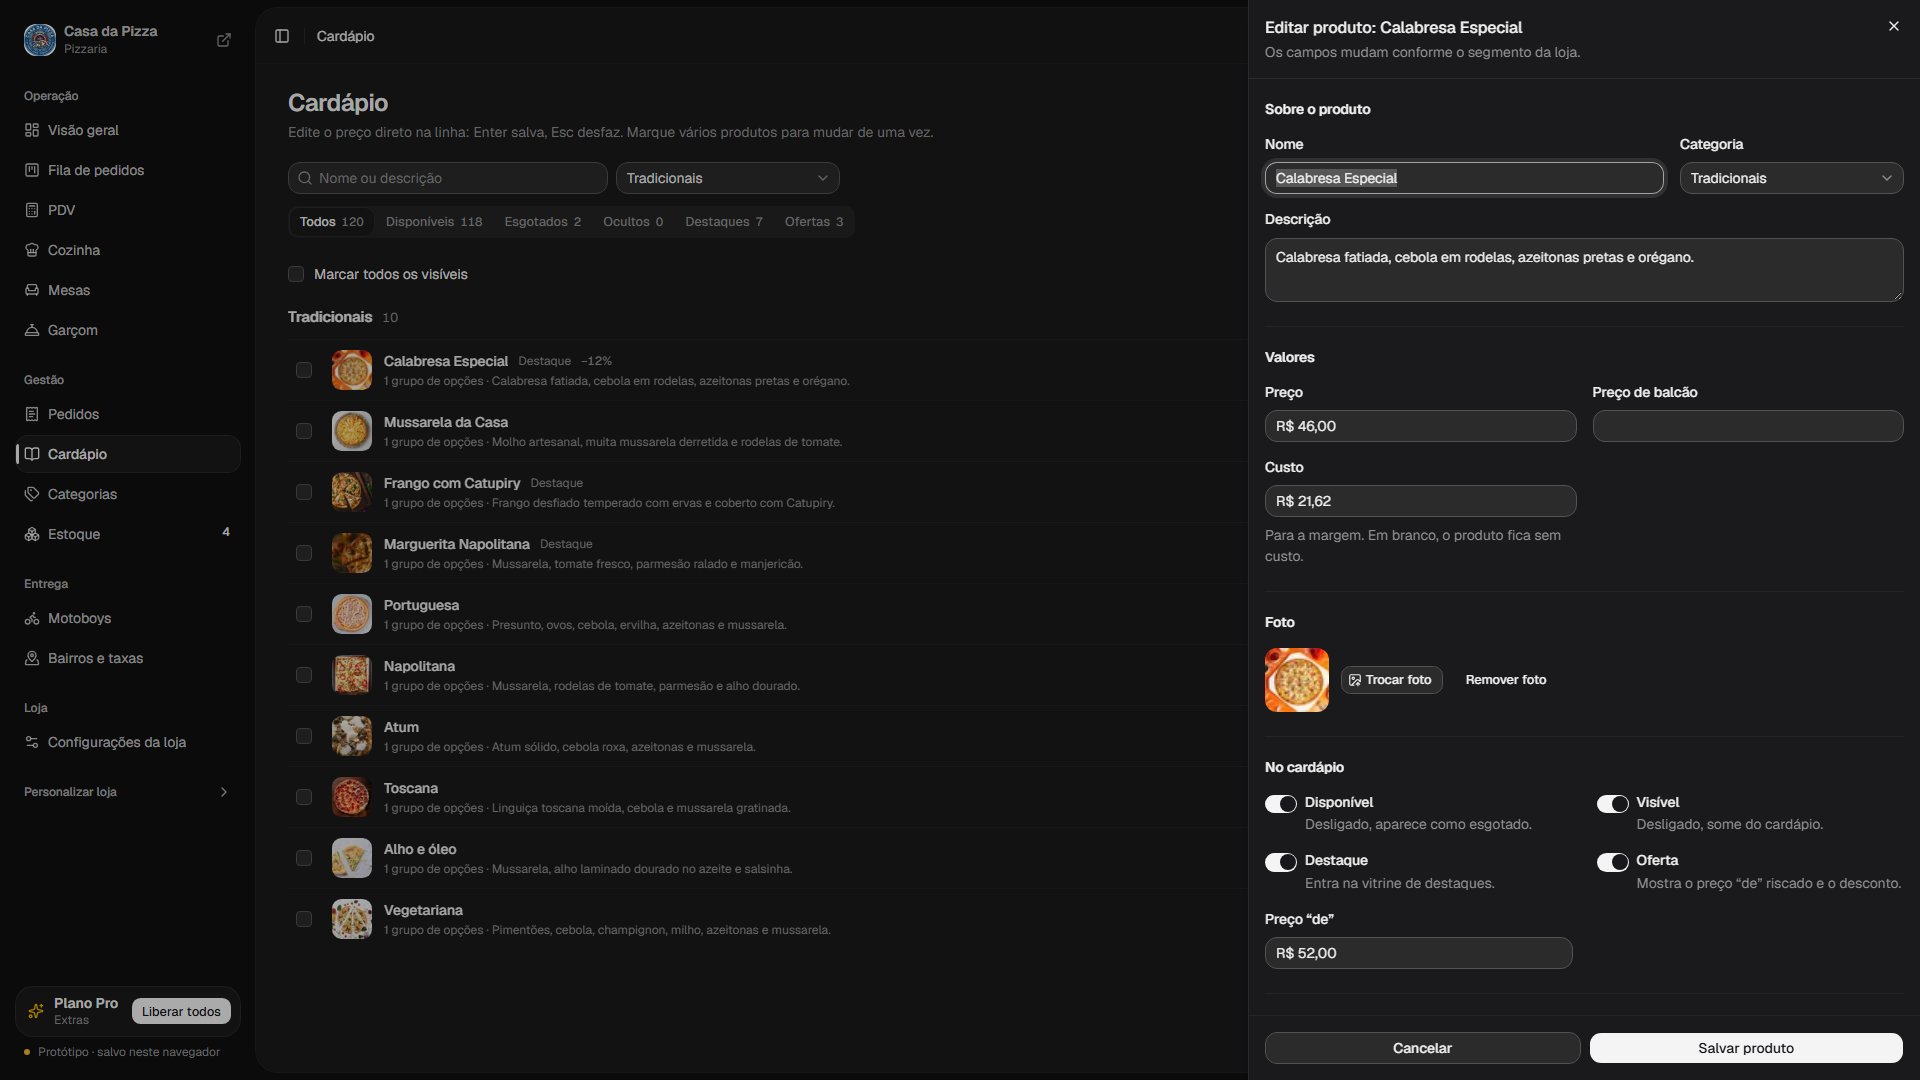 Casa da Pizza
Pizzaria
Operação
Visão geral
Fila de pedidos
PDV
Cozinha
Mesas
Garçom
Gestão
Pedidos
Cardápio
Categorias
Estoque 4
Entrega
Motoboys
Bairros e taxas
Loja
Configurações da loja
Personalizar loja
Plano Pro
Extras
Liberar todos
Protótipo · salvo neste navegador
Cardápio
Cardápio
Edite o preço direto na linha: Enter salva, Esc desfaz. Marque vários produtos para mudar de uma vez.
Nome ou descrição
Tradicionais
Todos 120 Disponíveis 118 Esgotados 2 Ocultos 0 Destaques 7 Ofertas 3
Marcar todos os visíveis
Tradicionais 10
Calabresa Especial Destaque −12%
1 grupo de opções · Calabresa fatiada, cebola em rodelas, azeitonas pretas e orégano.
Mussarela da Casa
1 grupo de opções · Molho artesanal, muita mussarela derretida e rodelas de tomate.
Frango com Catupiry Destaque
1 grupo de opções · Frango desfiado temperado com ervas e coberto com Catupiry.
Marguerita Napolitana Destaque
1 grupo de opções · Mussarela, tomate fresco, parmesão ralado e manjericão.
Portuguesa
1 grupo de opções · Presunto, ovos, cebola, ervilha, azeitonas e mussarela.
Napolitana
1 grupo de opções · Mussarela, rodelas de tomate, parmesão e alho dourado.
Atum
1 grupo de opções · Atum sólido, cebola roxa, azeitonas e mussarela.
Toscana
1 grupo de opções · Linguiça toscana moída, cebola e mussarela gratinada.
Alho e óleo
1 grupo de opções · Mussarela, alho laminado dourado no azeite e salsinha.
Vegetariana
1 grupo de opções · Pimentões, cebola, champignon, milho, azeitonas e mussarela.
Editar produto: Calabresa Especial
Os campos mudam conforme o segmento da loja.
Sobre o produto
Nome
Calabresa Especial
Categoria
Tradicionais
Descrição
Calabresa fatiada, cebola em rodelas, azeitonas pretas e orégano.
Valores
Preço
R$ 46,00
Preço de balcão
Custo
R$ 21,62
Para a margem. Em branco, o produto fica sem
custo.
Foto
Trocar foto
Remover foto
No cardápio
Disponível
Desligado, aparece como esgotado.
Visível
Desligado, some do cardápio.
Destaque
Entra na vitrine de destaques.
Oferta
Mostra o preço “de” riscado e o desconto.
Preço “de”
R$ 52,00
Cancelar
Salvar produto